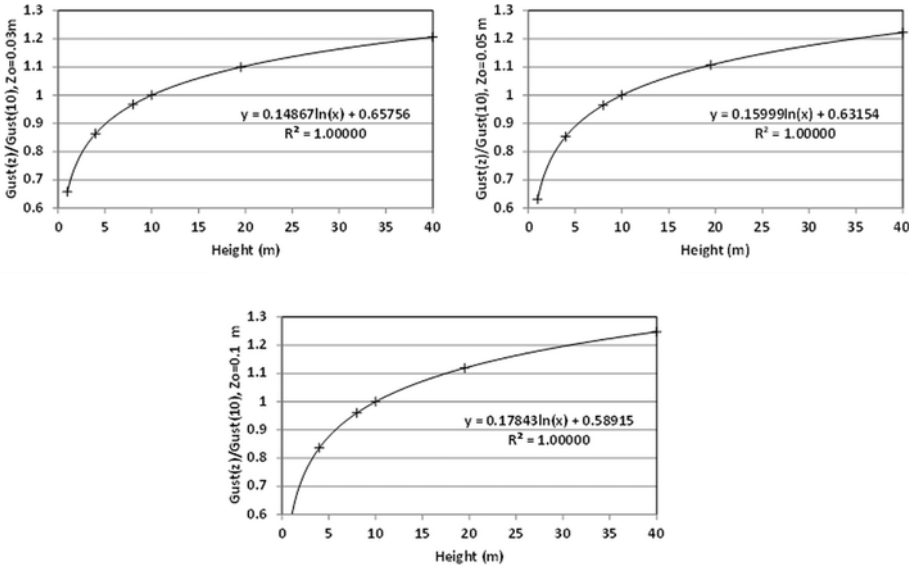 Gust(z)/Gust(10), Zo=0.03m
1.3
1.2
1.1
1
0.9
0.8
0.7
0.6
y = 0.14867ln(x) + 0.65756
R² = 1.00000
0 5 10 15 20 25 30 35 40
Height (m)
Gust(z)/Gust(10), Zo=0.05 m
1.3
1.2
1.1
1
0.9
0.8
0.7
0.6
y = 0.15999ln(x) + 0.63154
R² = 1.00000
0 5 10 15 20 25 30 35 40
Height (m)
Gust(z)/Gust(10), Zo=0.1 m
1.3
1.2
1.1
1
0.9
0.8
0.7
0.6
y = 0.17843ln(x) + 0.58915
R² = 1.00000
0 5 10 15 20 25 30 35 40
Height (m)